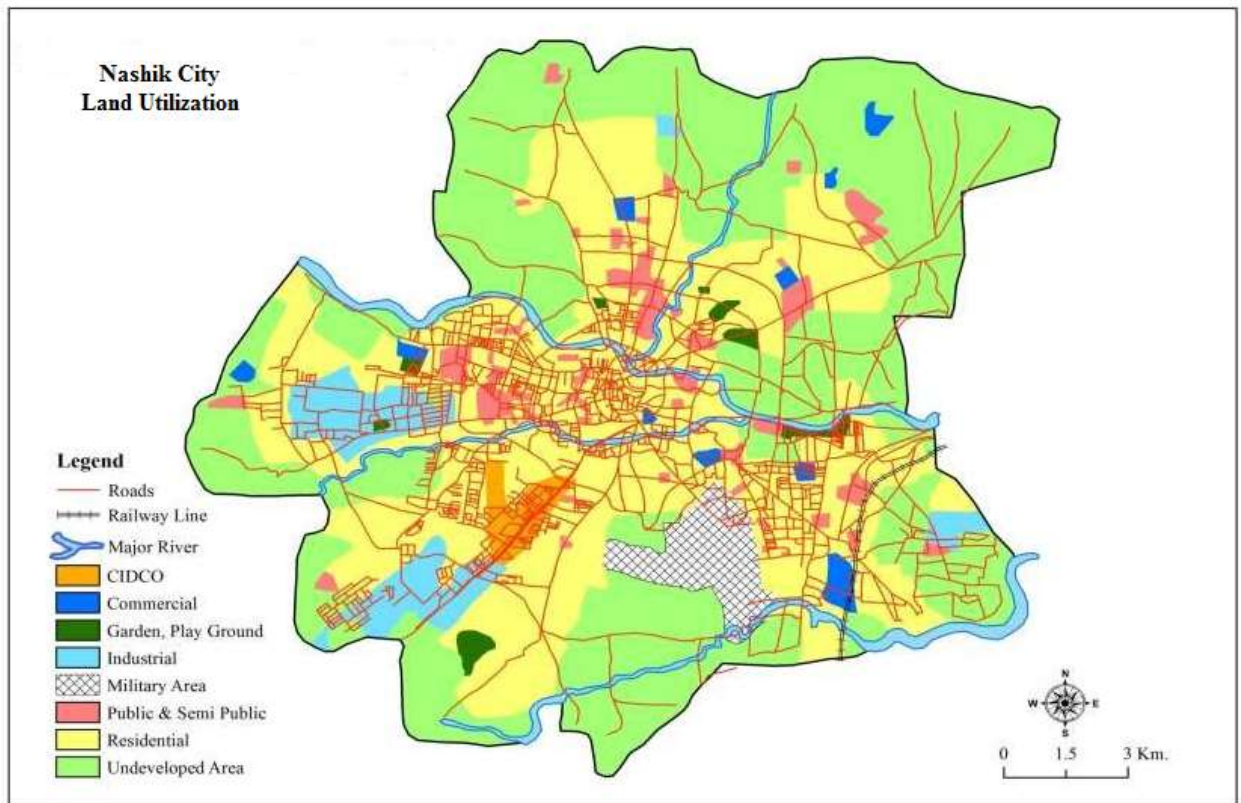 Nashik City
Land Utilization
Legend
Roads
Railway Line
Major River
CIDCO
Commercial
Garden, Play Ground
Industrial
Military Area
Public & Semi Public
Residential
Undeveloped Area
N
W E
S
0 1.5 3 Km.